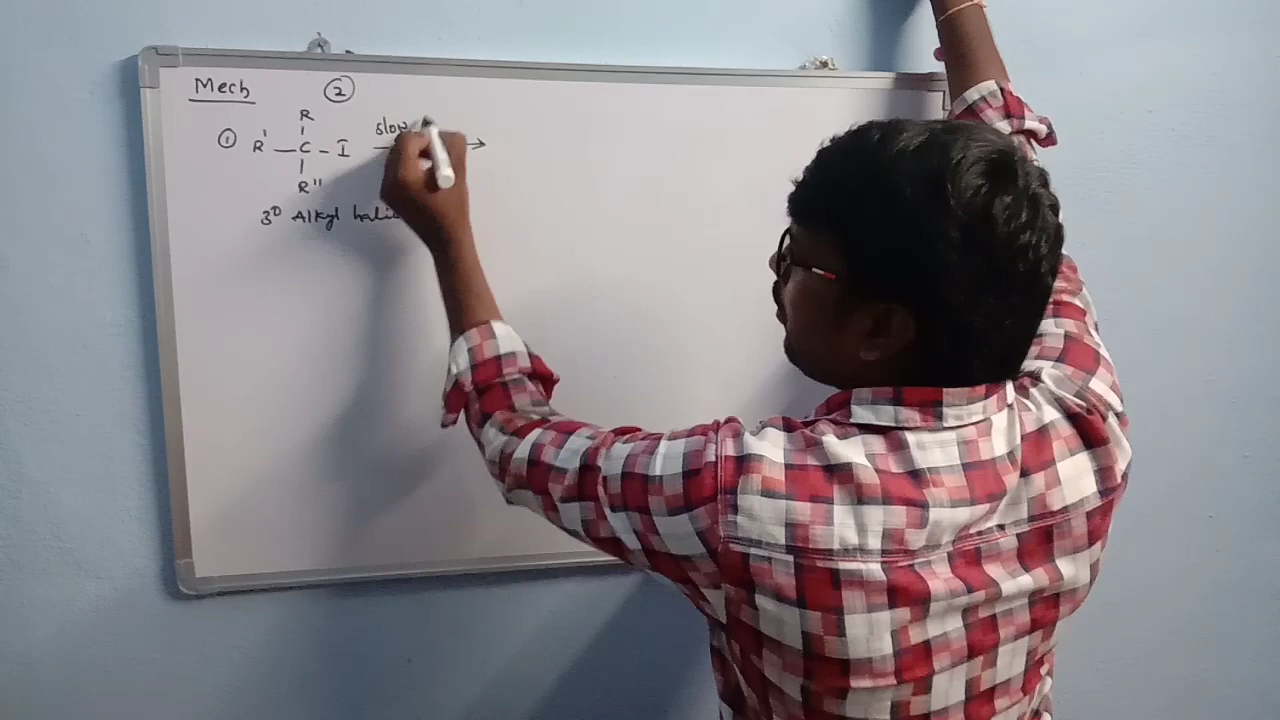 Mech ②
R
① R' — C — I slow
R"
3° Alkyl